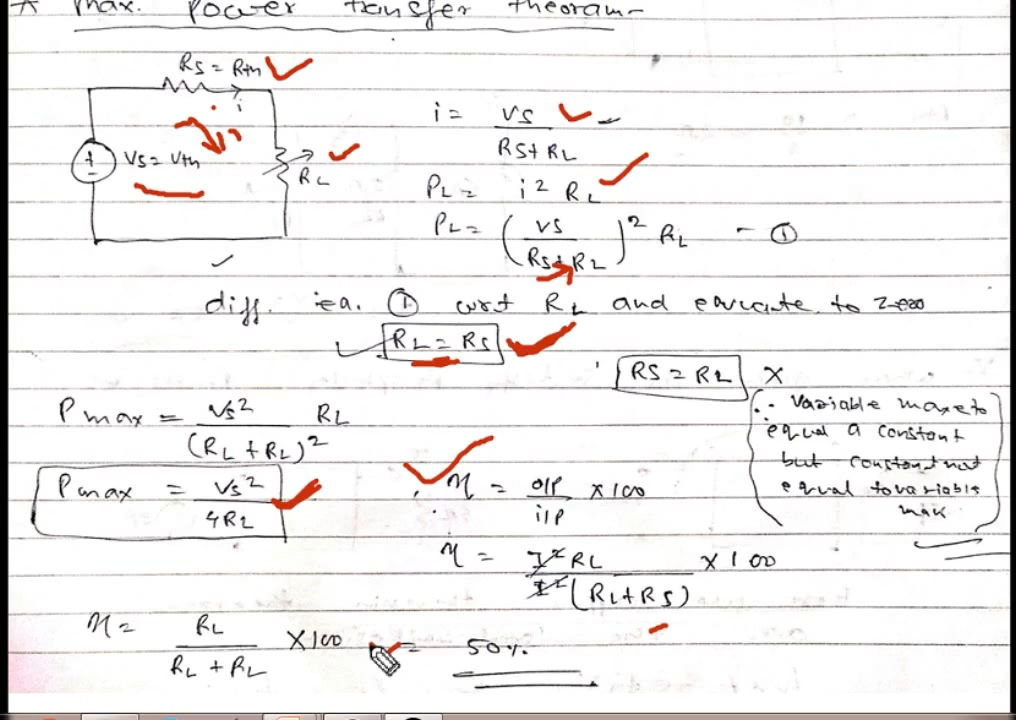 * Max. Power transfer theoram-
RS = Rth
i
VS = Vth
RL
i = VS / RS + RL
PL = i² RL
PL = (VS / RS + RL)² RL - ①
diff. eq. ① wrt RL and equate to zero
RL = RS
RS = RL X
∴ Variable make to
equal a constant
but constant not
equal to variable
Pmax = VS² / (RL + RL)² RL
Pmax = VS² / 4RL
∴ η = o/p / i/p × 100
η = I² RL / I² (RL + RS) × 100
η = RL / RL + RL × 100 = 50%.